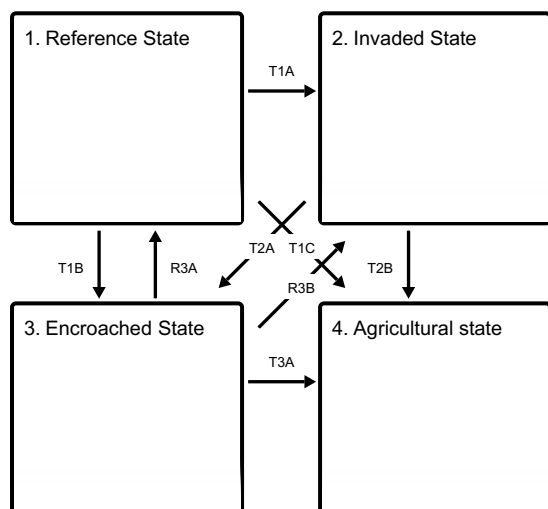 1. Reference State
2. Invaded State
T1A
T1B
R3A
T2A
T1C
R3B
T2B
3. Encroached State
4. Agricultural state
T3A